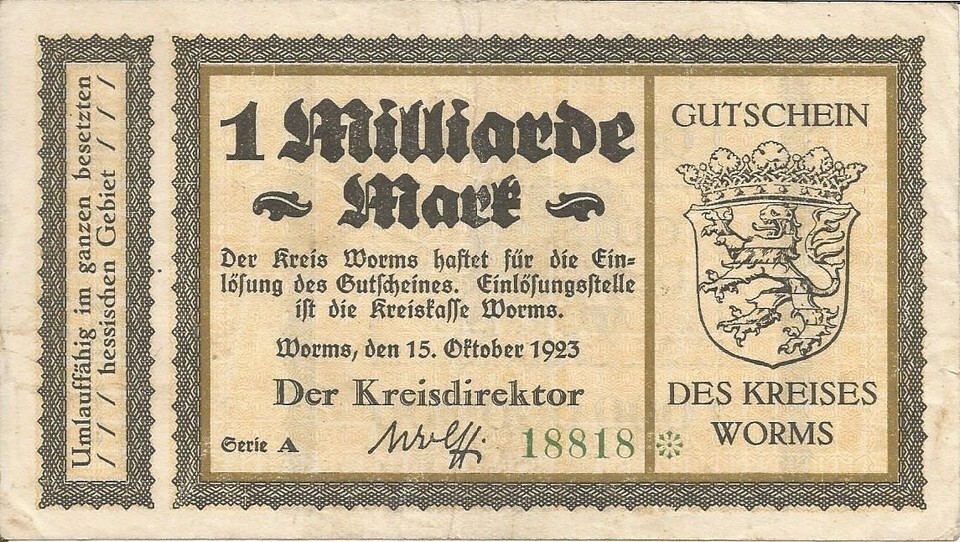 Umlauffähig im ganzen besetzten
/ / / hessischen Gebiet / / / /
1 Milliarde
Mark
Der Kreis Worms haftet für die Ein=
lösung des Gutscheines. Einlösungsstelle
ist die Kreiskasse Worms.
Worms, den 15. Oktober 1923
Der Kreisdirektor
Serie A
Wolff.
18818
GUTSCHEIN
DES KREISES
WORMS